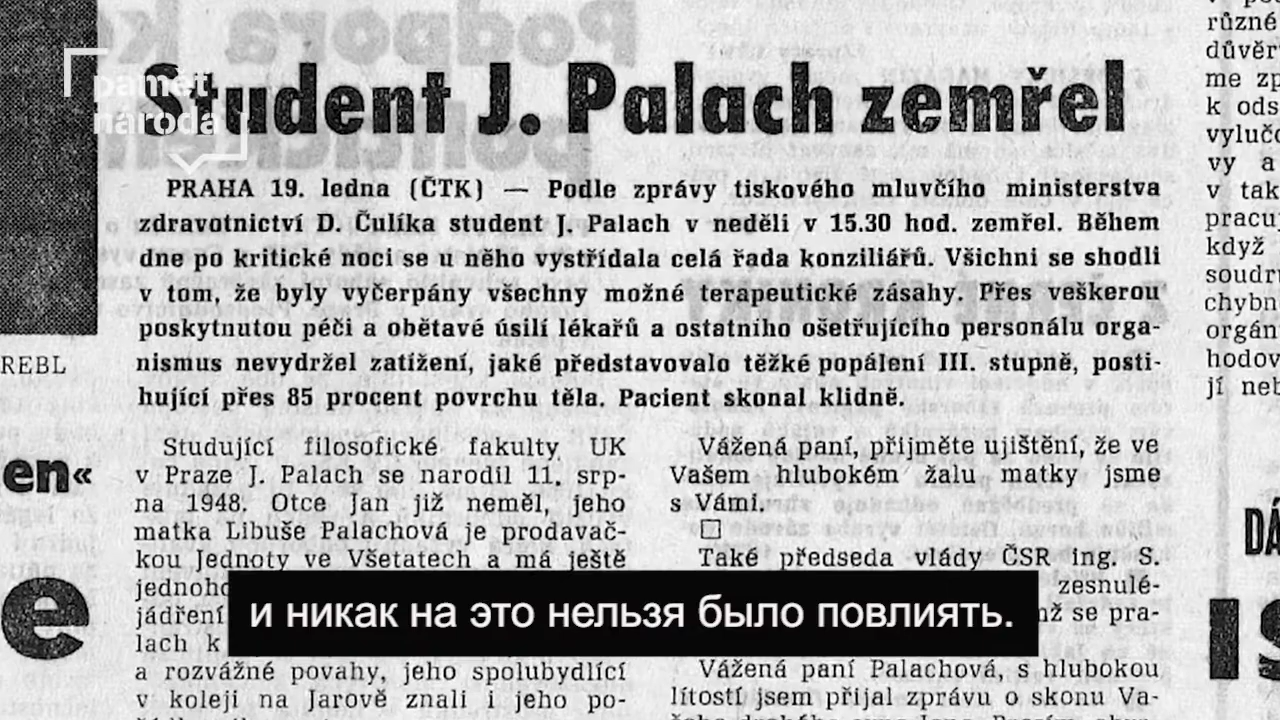 paměť
národa
Student J. Palach zemřel
PRAHA 19. ledna (ČTK) — Podle zprávy tiskového mluvčího ministerstva
zdravotnictví D. Čulíka student J. Palach v neděli v 15.30 hod. zemřel. Během
dne po kritické noci se u něho vystřídala celá řada konziliářů. Všichni se shodli
v tom, že byly vyčerpány všechny možné terapeutické zásahy. Přes veškerou
poskytnutou péči a obětavé úsilí lékařů a ostatního ošetřujícího personálu orga-
nismus nevydržel zatížení, jaké představovalo těžké popálení III. stupně, posti-
hující přes 85 procent povrchu těla. Pacient skonal klidně.
Studující filosofické fakulty UK
v Praze J. Palach se narodil 11. srp-
na 1948. Otce Jan již neměl, jeho
matka Libuše Palachová je prodavač-
kou Jednoty ve Všetatech a má ještě
jednoho
jádření
lach k
a rozvážné povahy, jeho spolubydlící
v koleji na Jarově znali i jeho po-
Vážená paní, přijměte ujištění, že ve
Vašem hlubokém žalu matky jsme
s Vámi.
Také předseda vlády ČSR ing. S.
zesnulé-
mž se pra-
Vážená paní Palachová, s hlubokou
lítostí jsem přijal zprávu o skonu Va-
REBL
en«
e
různé
důvěr
me zp
k ods
vyluč
vy a
v tak
pracu
když
soudru
chybn
orgán
hodov
jí nel
DÁ
и никак на это нельзя было повлиять.